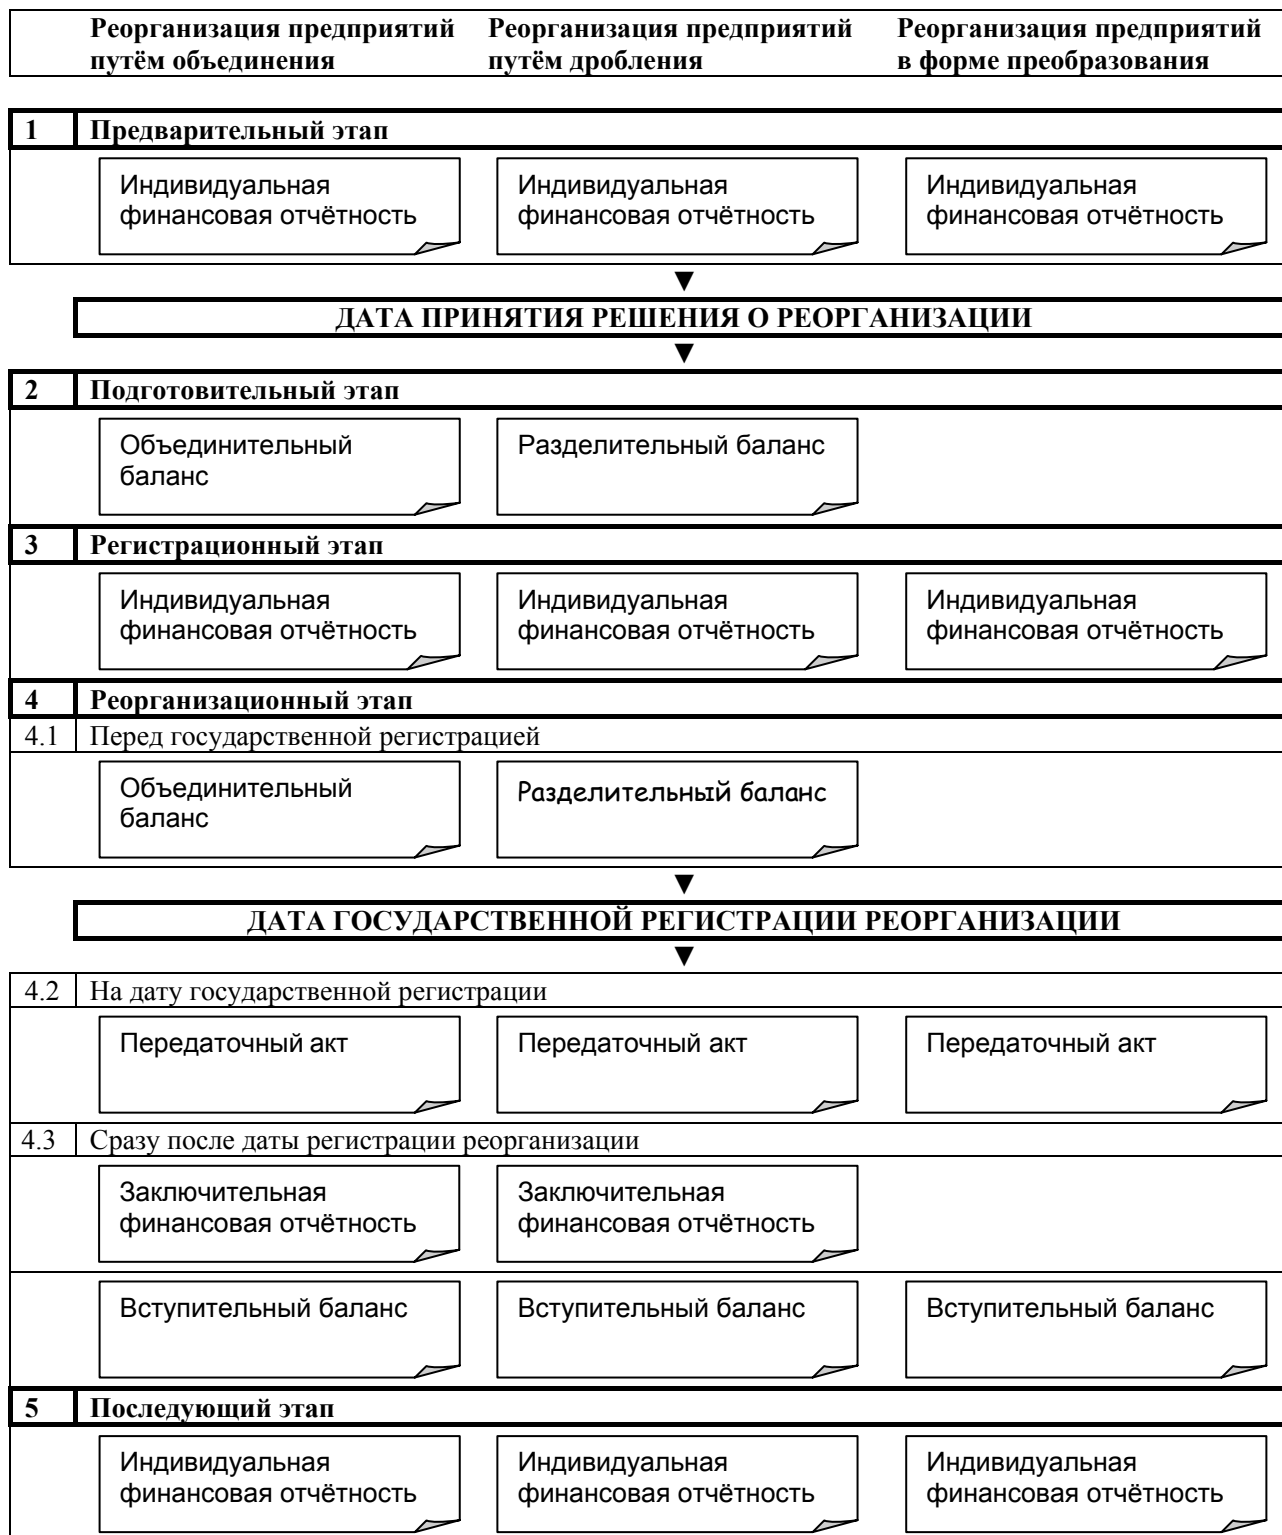 Реорганизация предприятий Реорганизация предприятий Реорганизация предприятий
путём объединения путём дробления в форме преобразования
1 Предварительный этап
Индивидуальная Индивидуальная Индивидуальная
финансовая отчётность финансовая отчётность финансовая отчётность
ДАТА ПРИНЯТИЯ РЕШЕНИЯ О РЕОРГАНИЗАЦИИ
2 Подготовительный этап
Объединительный Разделительный баланс
баланс
3 Регистрационный этап
Индивидуальная Индивидуальная Индивидуальная
финансовая отчётность финансовая отчётность финансовая отчётность
4 Реорганизационный этап
4.1 Перед государственной регистрацией
Объединительный Разделительный баланс
баланс
ДАТА ГОСУДАРСТВЕННОЙ РЕГИСТРАЦИИ РЕОРГАНИЗАЦИИ
4.2 На дату государственной регистрации
Передаточный акт Передаточный акт Передаточный акт
4.3 Сразу после даты регистрации реорганизации
Заключительная Заключительная
финансовая отчётность финансовая отчётность
Вступительный баланс Вступительный баланс Вступительный баланс
5 Последующий этап
Индивидуальная Индивидуальная Индивидуальная
финансовая отчётность финансовая отчётность финансовая отчётность